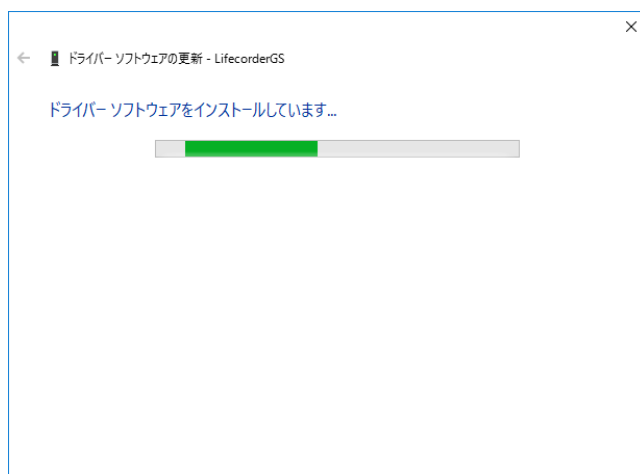 ドライバー ソフトウェアの更新 - LifecorderGS
ドライバー ソフトウェアをインストールしています...